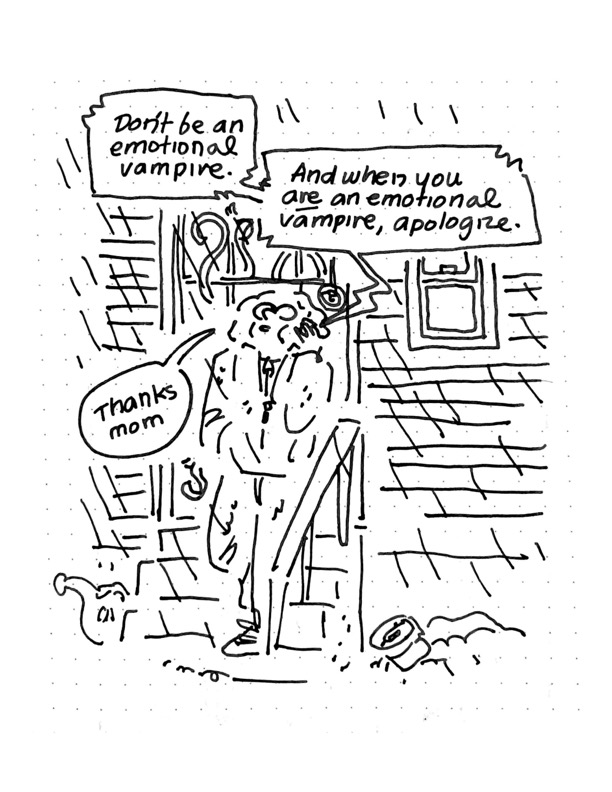 Don't be an
emotional
vampire.
And when you
are an emotional
vampire, apologize.
Thanks
mom